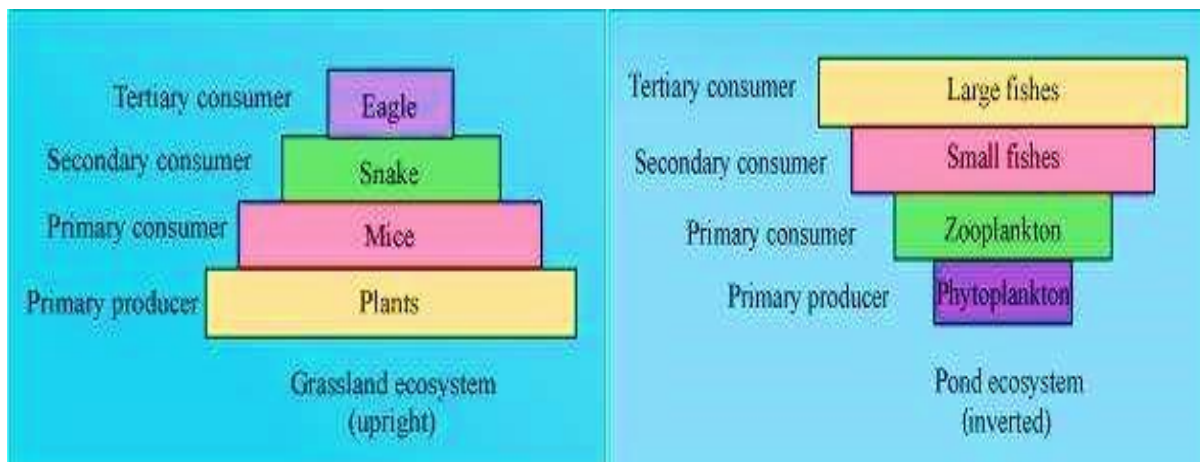 Tertiary consumer
Eagle
Secondary consumer
Snake
Primary consumer
Mice
Primary producer
Plants
Grassland ecosystem
(upright)
Tertiary consumer
Large fishes
Secondary consumer
Small fishes
Primary consumer
Zooplankton
Primary producer
Phytoplankton
Pond ecosystem
(inverted)